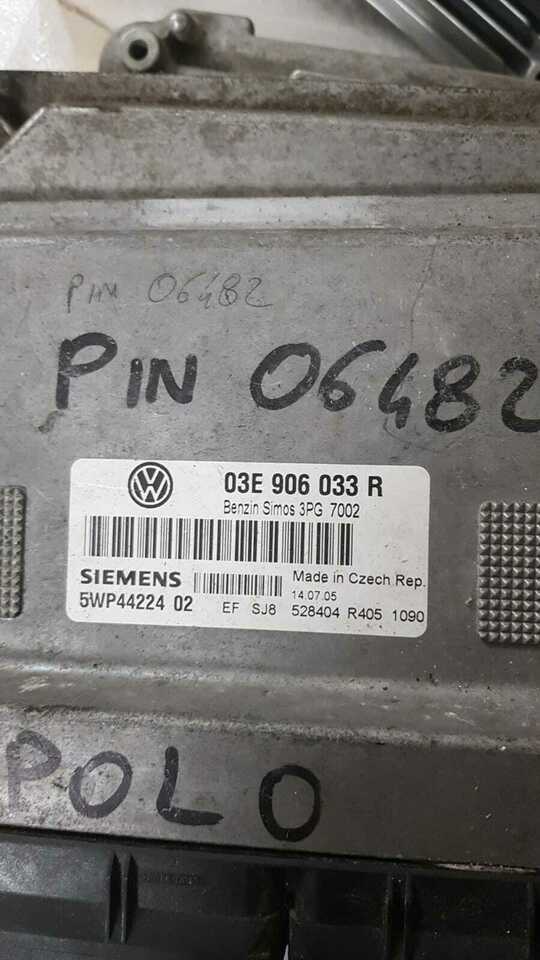 PIN 06482
PIN 06482
03E 906 033 R
Benzin Simos 3PG 7002
SIEMENS
Made in Czech Rep.
14.07.05
5WP44224 02
EF SJ8 528404 R405 1090
POLO